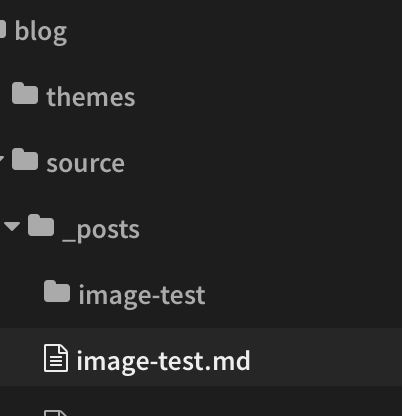 blog
themes
source
_posts
image-test
image-test.md